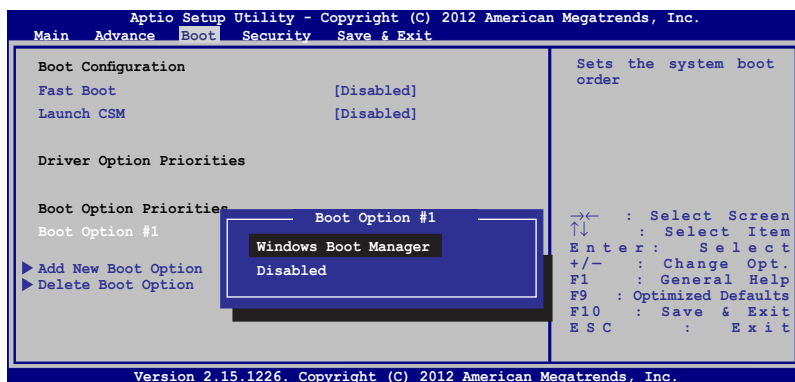 Aptio Setup Utility - Copyright (C) 2012 American Megatrends, Inc.
Main Advance Boot Security Save & Exit
Boot Configuration
Fast Boot [Disabled]
Launch CSM [Disabled]
Driver Option Priorities
Boot Option Priorities
Boot Option #1
Add New Boot Option
Delete Boot Option
Boot Option #1
Windows Boot Manager
Disabled
Sets the system boot
order
→← : Select Screen
↑↓ : Select Item
Enter: Select
+/— : Change Opt.
F1 : General Help
F9 : Optimized Defaults
F10 : Save & Exit
ESC : Exit
Version 2.15.1226. Copyright (C) 2012 American Megatrends, Inc.